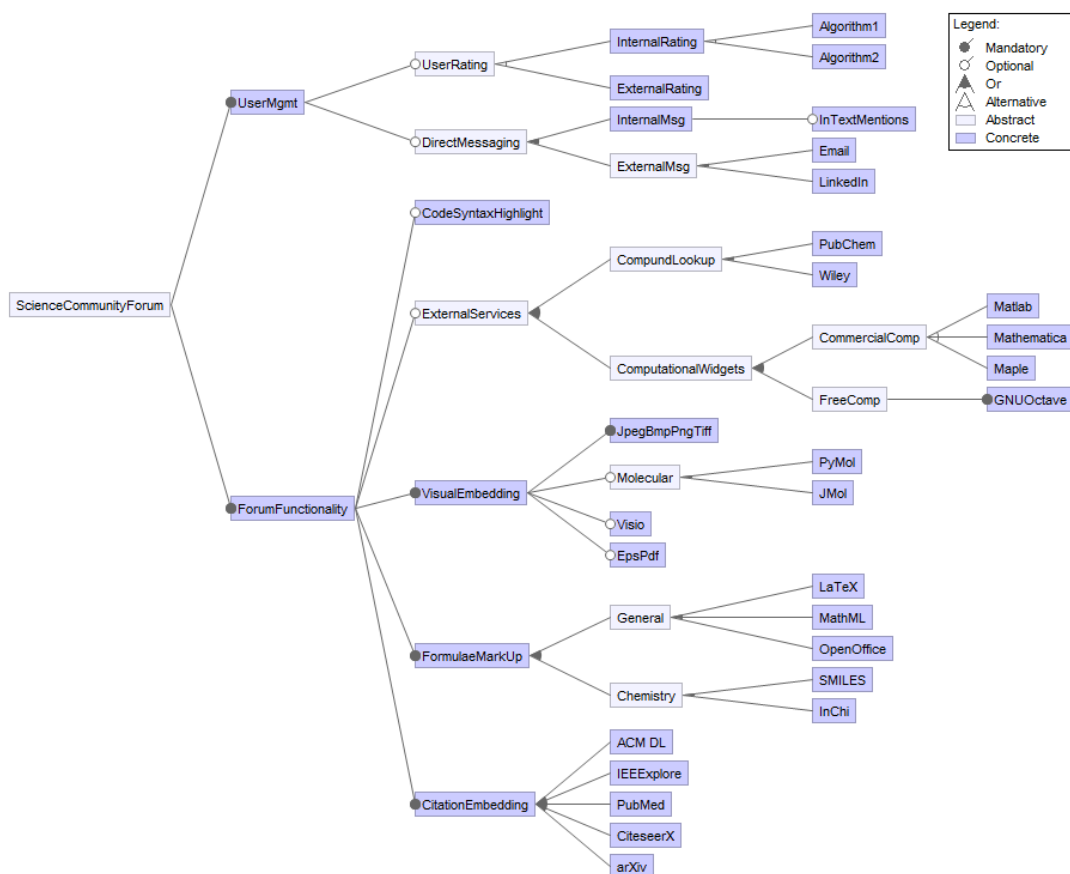 Legend:
Mandatory
Optional
Or
Alternative
Abstract
Concrete
ScienceCommunityForum
UserMgmt
UserRating
InternalRating
Algorithm1
Algorithm2
ExternalRating
DirectMessaging
InternalMsg
InTextMentions
ExternalMsg
Email
LinkedIn
ForumFunctionality
CodeSyntaxHighlight
ExternalServices
CompundLookup
PubChem
Wiley
ComputationalWidgets
CommercialComp
Matlab
Mathematica
Maple
FreeComp
GNUOctave
VisualEmbedding
JpegBmpPngTiff
Molecular
PyMol
JMol
Visio
EpsPdf
FormulaeMarkUp
General
LaTeX
MathML
OpenOffice
Chemistry
SMILES
InChi
CitationEmbedding
ACM DL
IEEExplore
PubMed
CiteseerX
arXiv